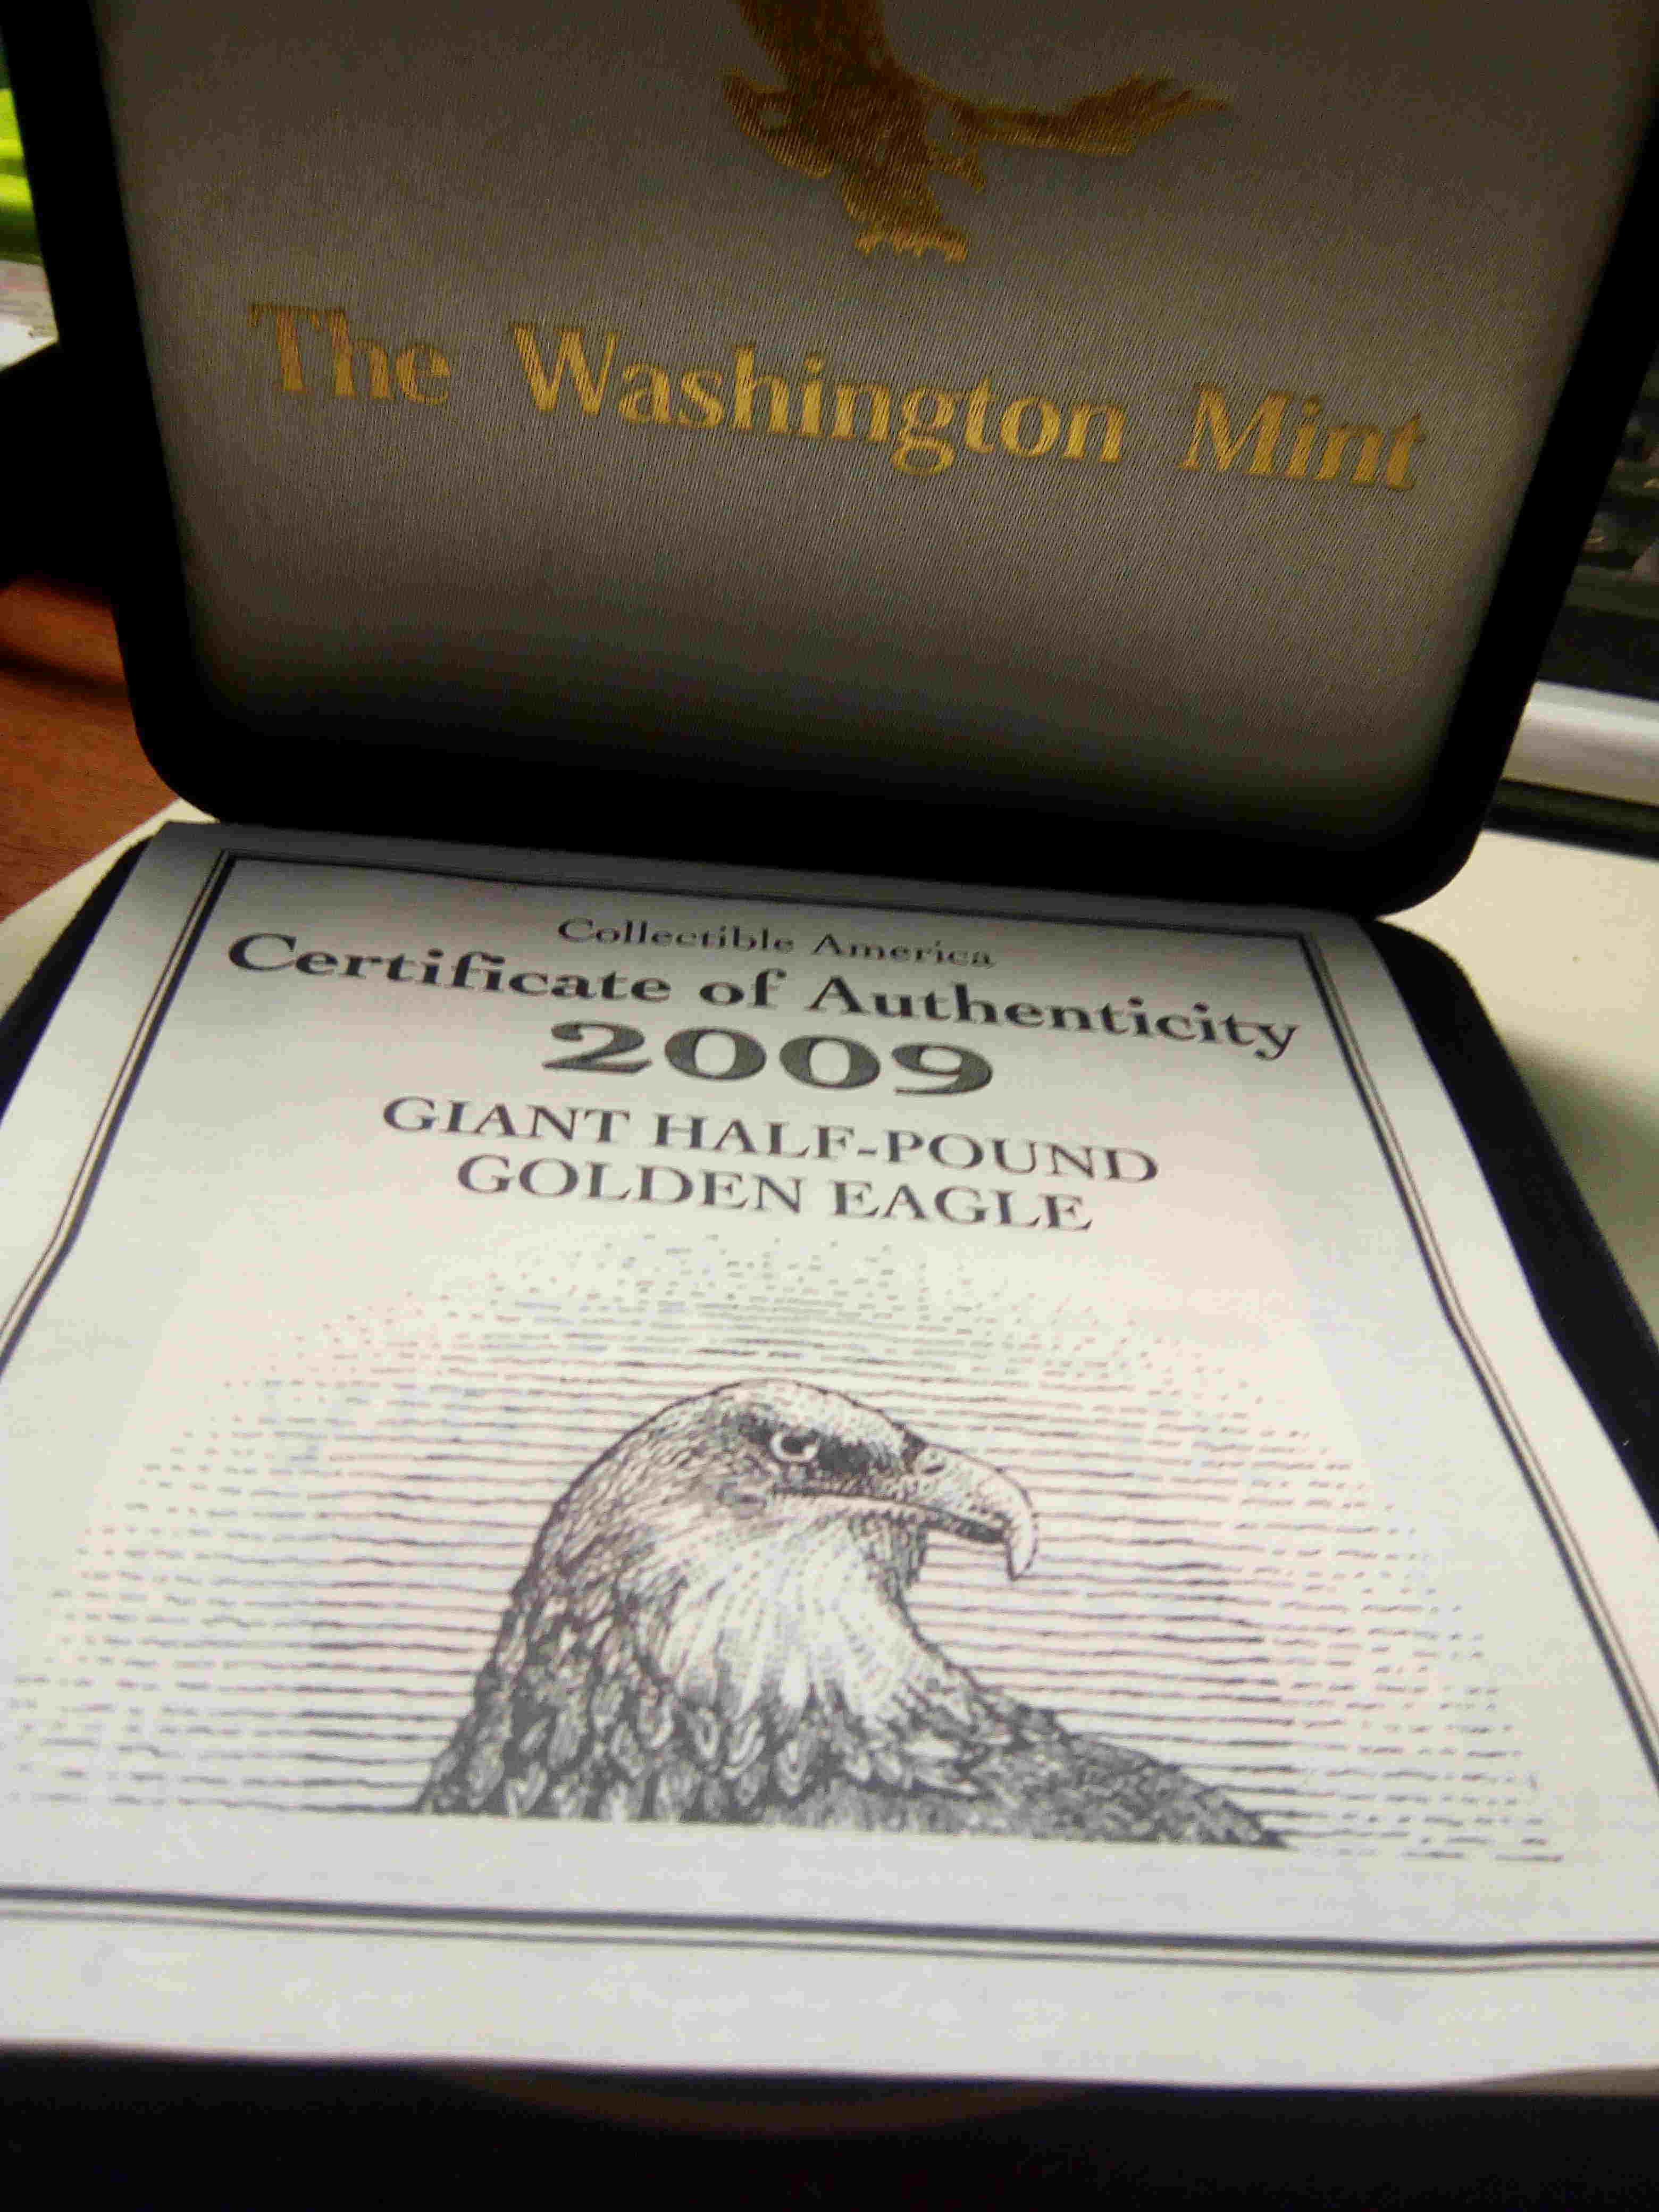 The Washington Mint
Collectible America
Certificate of Authenticity
2009
GIANT HALF-POUND
GOLDEN EAGLE